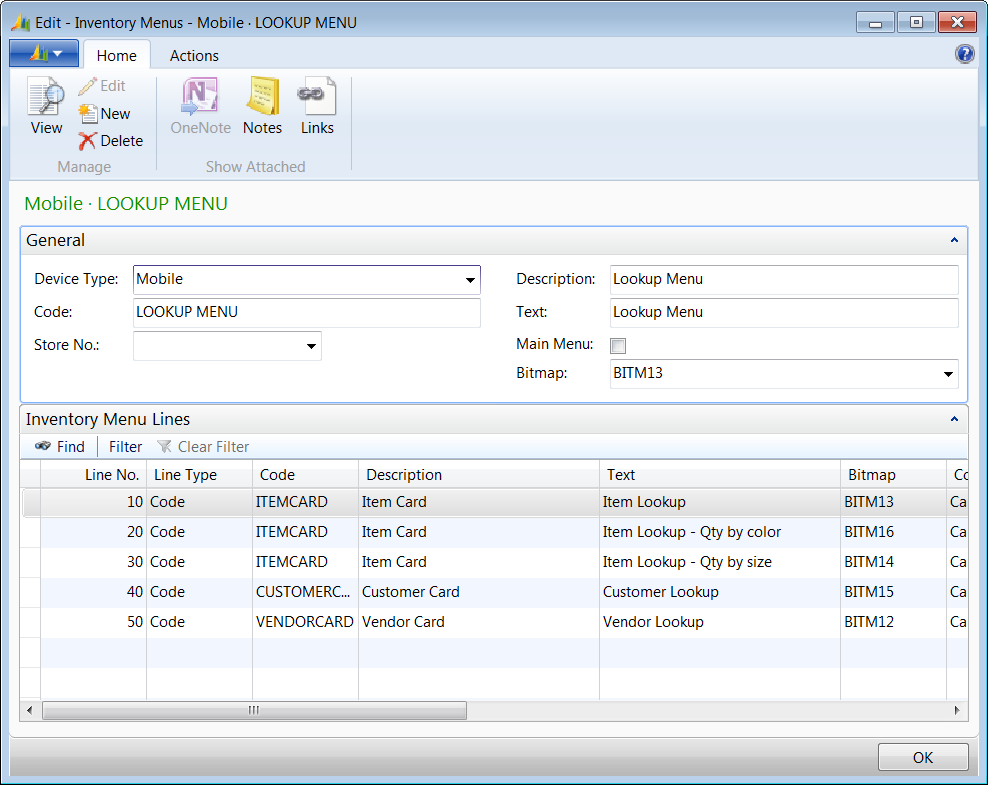 Edit - Inventory Menus - Mobile · LOOKUP MENU
Home Actions
View Edit New Delete OneNote Notes Links
Manage Show Attached
Mobile · LOOKUP MENU
General
Device Type: Mobile Description: Lookup Menu
Code: LOOKUP MENU Text: Lookup Menu
Store No.: Main Menu:
Bitmap: BITM13
Inventory Menu Lines
Find Filter Clear Filter
Line No. Line Type Code Description Text Bitmap Co
10 Code ITEMCARD Item Card Item Lookup BITM13 Ca
20 Code ITEMCARD Item Card Item Lookup - Qty by color BITM16 Ca
30 Code ITEMCARD Item Card Item Lookup - Qty by size BITM14 Ca
40 Code CUSTOMERC... Customer Card Customer Lookup BITM15 Ca
50 Code VENDORCARD Vendor Card Vendor Lookup BITM12 Ca
OK